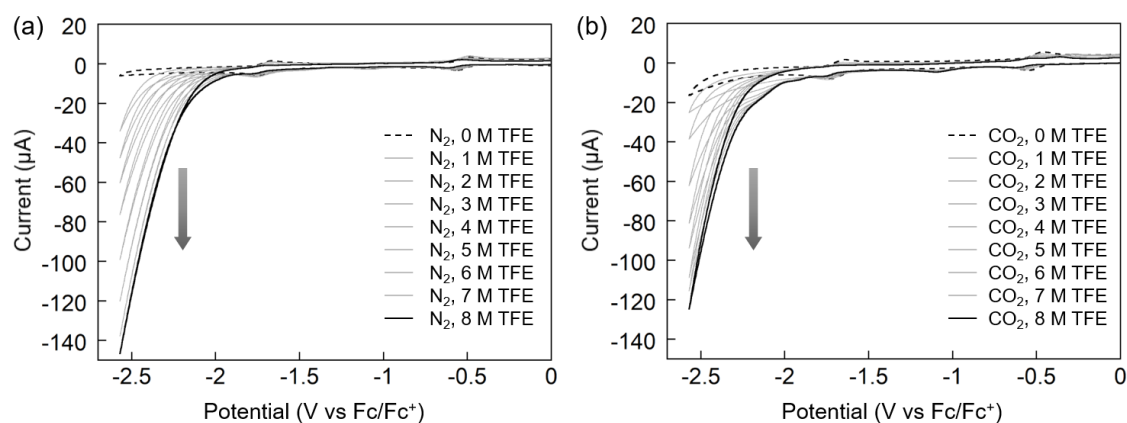 (a)
20
0
-20
-40
-60
-80
-100
-120
-140
Current (µA)
N₂, 0 M TFE
N₂, 1 M TFE
N₂, 2 M TFE
N₂, 3 M TFE
N₂, 4 M TFE
N₂, 5 M TFE
N₂, 6 M TFE
N₂, 7 M TFE
N₂, 8 M TFE
-2.5 -2 -1.5 -1 -0.5 0
Potential (V vs Fc/Fc⁺)
(b)
20
0
-20
-40
-60
-80
-100
-120
-140
Current (µA)
CO₂, 0 M TFE
CO₂, 1 M TFE
CO₂, 2 M TFE
CO₂, 3 M TFE
CO₂, 4 M TFE
CO₂, 5 M TFE
CO₂, 6 M TFE
CO₂, 7 M TFE
CO₂, 8 M TFE
-2.5 -2 -1.5 -1 -0.5 0
Potential (V vs Fc/Fc⁺)